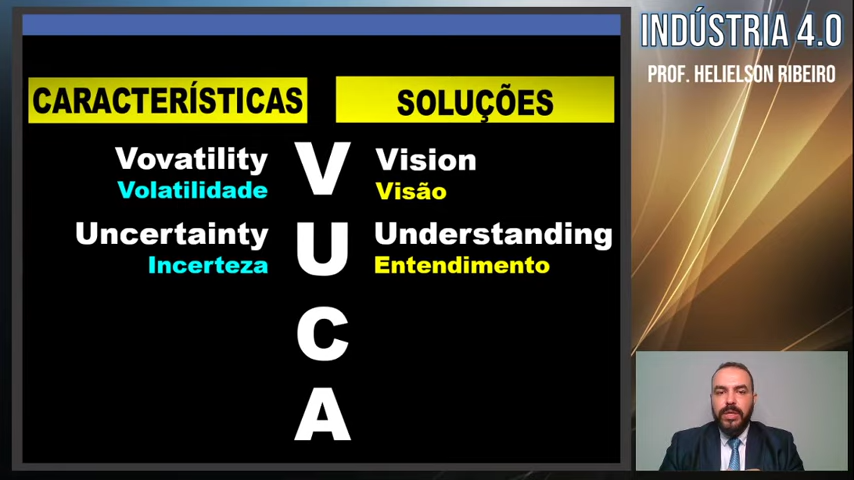 INDÚSTRIA 4.0
PROF. HELIELSON RIBEIRO
CARACTERÍSTICAS
SOLUÇÕES
Vovatility
Volatilidade
V
Vision
Visão
Uncertainty
Incerteza
U
Understanding
Entendimento
C
A